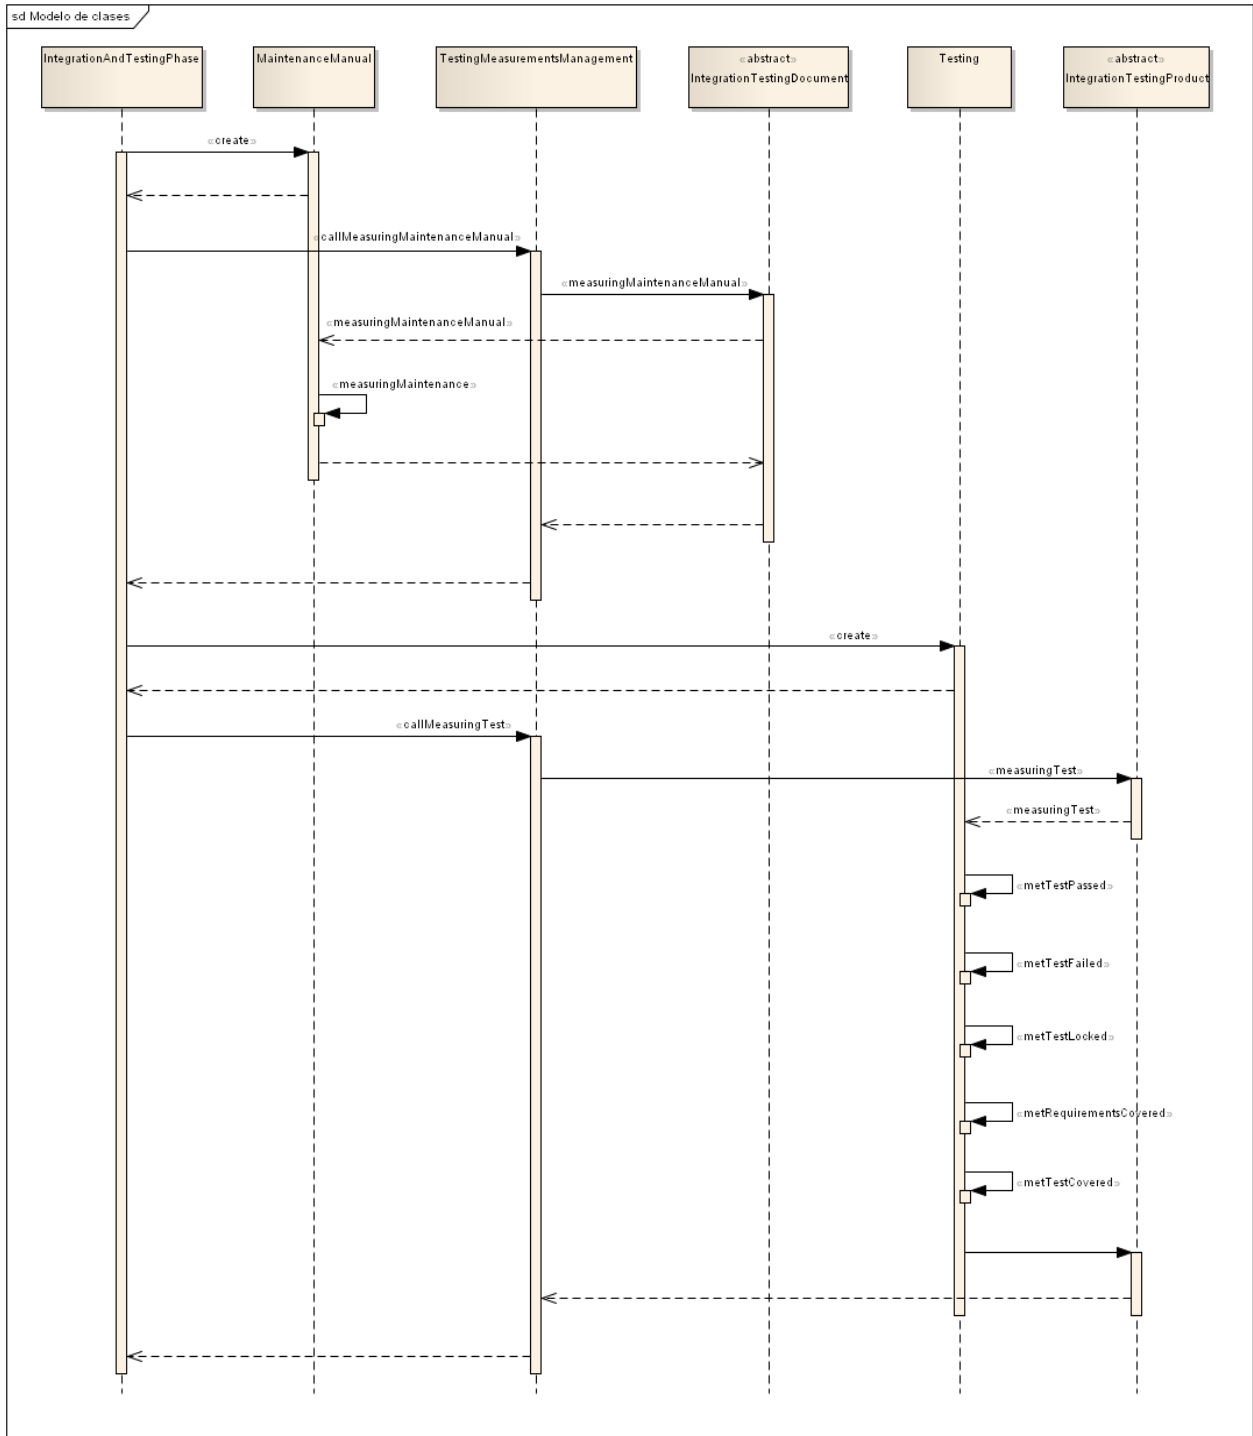 sd Modelo de clases
IntegrationAndTestingPhase
MaintenanceManual
TestingMeasurementsManagement
«abstract»
IntegrationTestingDocument
Testing
«abstract»
IntegrationTestingProduct
«create»
«callMeasuringMaintenanceManual»
«measuringMaintenanceManual»
«measuringMaintenanceManual»
«measuringMaintenance»
«create»
«callMeasuringTest»
«measuringTest»
«measuringTest»
«metTestPassed»
«metTestFailed»
«metTestLocked»
«metRequirementsCovered»
«metTestCovered»